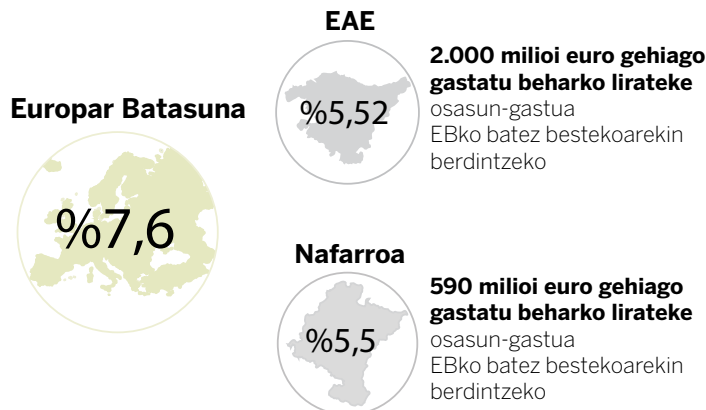 Europar Batasuna
%7,6
EAE
%5,52
2.000 milioi euro gehiago
gastatu beharko lirateke
osasun-gastua
EBko batez bestekoarekin
berdintzeko
Nafarroa
%5,5
590 milioi euro gehiago
gastatu beharko lirateke
osasun-gastua
EBko batez bestekoarekin
berdintzeko